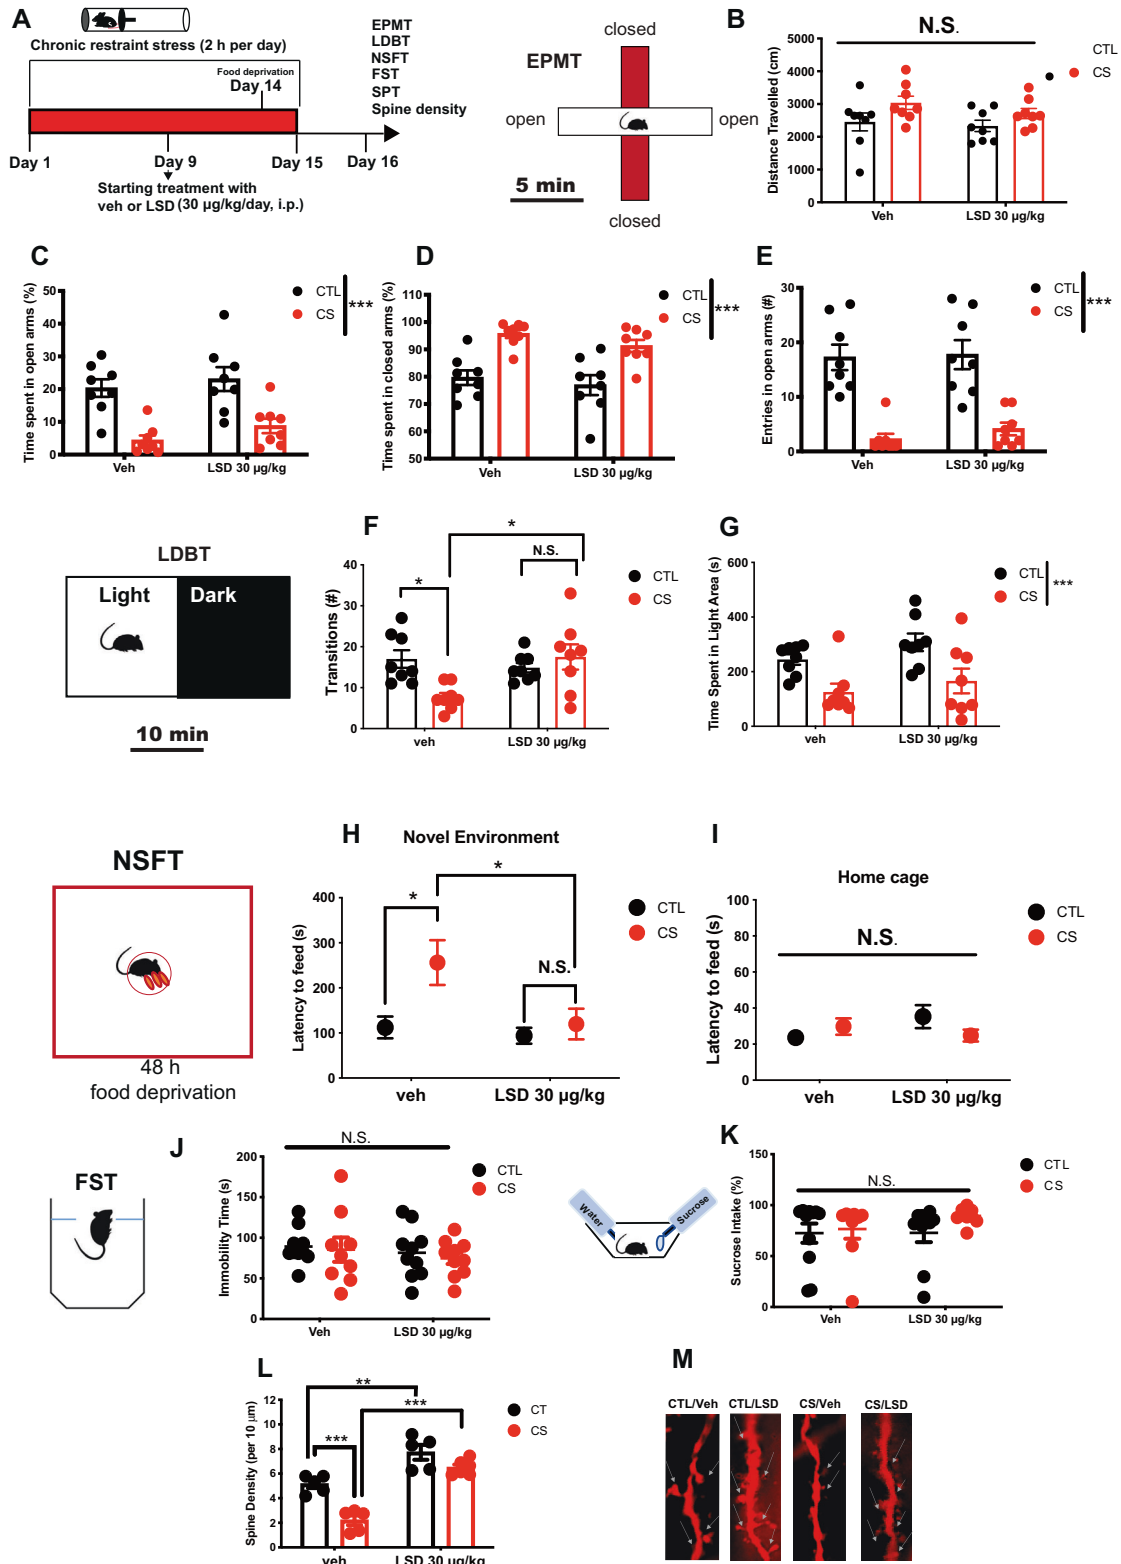 A
Chronic restraint stress (2 h per day)
Food deprivation
Day 14
Day 1
Day 9
Day 15
Day 16
Starting treatment with
veh or LSD (30 µg/kg/day, i.p.)
EPMT
LDBT
NSFT
FST
SPT
Spine density
EPMT
closed
open
open
closed
5 min
B
N.S.
CTL
CS
Distance Travelled (cm)
5000
4000
3000
2000
1000
0
Veh
LSD 30 µg/kg
C
CTL
CS
***
Time spent in open arms (%)
50
40
30
20
10
0
Veh
LSD 30 µg/kg
D
CTL
CS
***
Time spent in closed arms (%)
110
100
90
80
70
60
50
Veh
LSD 30 µg/kg
E
CTL
CS
***
Entries in open arms (#)
30
20
10
0
Veh
LSD 30 µg/kg
LDBT
Light
Dark
10 min
F
*
*
N.S.
CTL
CS
Transitions (#)
40
30
20
10
0
veh
LSD 30 µg/kg
G
CTL
CS
***
Time Spent in Light Area (s)
600
400
200
0
veh
LSD 30 µg/kg
NSFT
48 h
food deprivation
H
Novel Environment
*
*
N.S.
CTL
CS
Latency to feed (s)
400
300
200
100
0
veh
LSD 30 µg/kg
I
Home cage
N.S.
CTL
CS
Latency to feed (s)
100
80
60
40
20
0
veh
LSD 30 µg/kg
FST
J
N.S.
CTL
CS
Immobility Time (s)
200
150
100
50
0
Veh
LSD 30 µg/kg
Water
Sucrose
K
N.S.
CTL
CS
Sucrose Intake (%)
150
100
50
0
Veh
LSD 30 µg/kg
L
**
***
***
CT
CS
Spine Density (per 10 µm)
12
10
8
6
4
2
0
veh
LSD 30 µg/kg
M
CTL/Veh
CTL/LSD
CS/Veh
CS/LSD